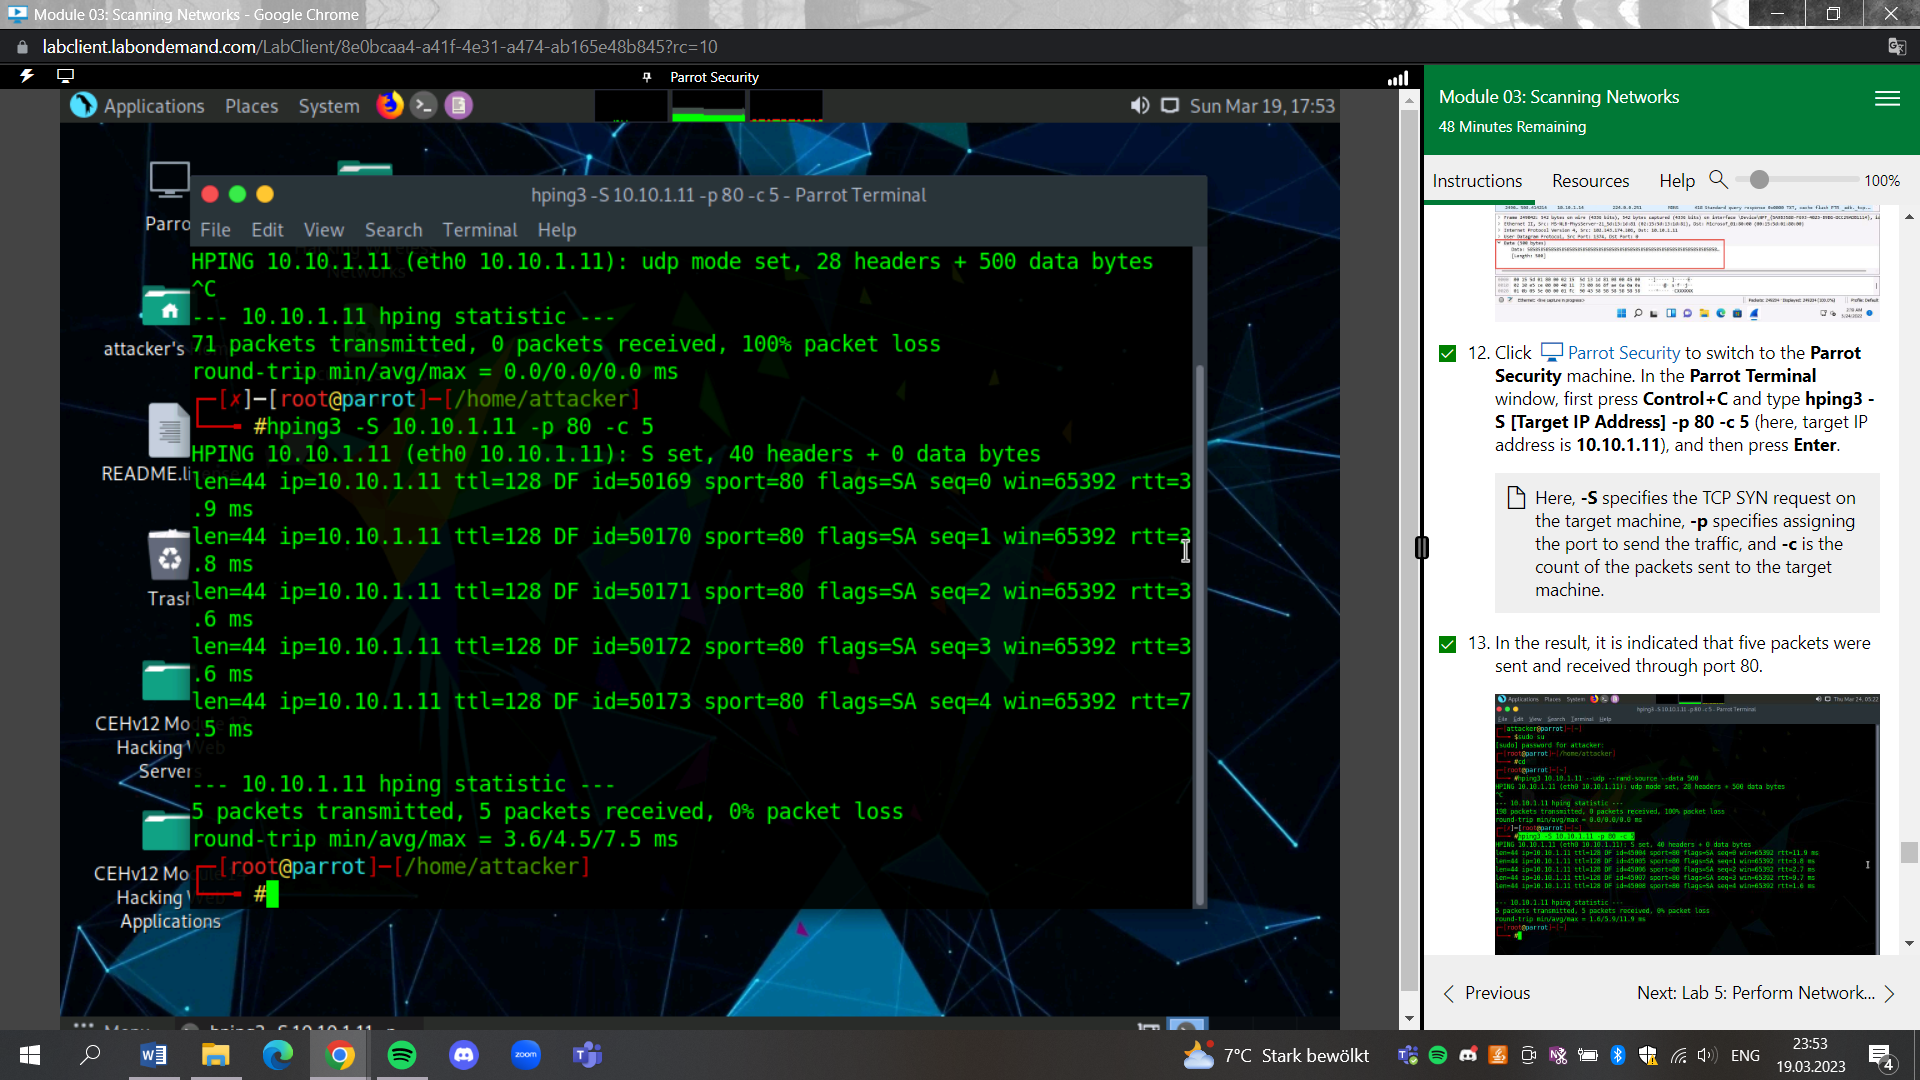 Module 03: Scanning Networks - Google Chrome
labclient.labondemand.com/LabClient/8e0bcaa4-a41f-4e31-a474-ab165e48b845?rc=10
Parrot Security
Applications Places System
Sun Mar 19, 17:53
Parro
attacker's
README.li
Trash
CEHv12 Mo
Hacking Web
Server
CEHv12 Mo
Hacking Web
Applications
hping3 -S 10.10.1.11 -p 80 -c 5 - Parrot Terminal
File Edit View Search Terminal Help
HPING 10.10.1.11 (eth0 10.10.1.11): udp mode set, 28 headers + 500 data bytes
^C
--- 10.10.1.11 hping statistic ---
71 packets transmitted, 0 packets received, 100% packet loss
round-trip min/avg/max = 0.0/0.0/0.0 ms
[x]-[root@parrot]-[/home/attacker]
#hping3 -S 10.10.1.11 -p 80 -c 5
HPING 10.10.1.11 (eth0 10.10.1.11): S set, 40 headers + 0 data bytes
len=44 ip=10.10.1.11 ttl=128 DF id=50169 sport=80 flags=SA seq=0 win=65392 rtt=3
.9 ms
len=44 ip=10.10.1.11 ttl=128 DF id=50170 sport=80 flags=SA seq=1 win=65392 rtt=3
.8 ms
len=44 ip=10.10.1.11 ttl=128 DF id=50171 sport=80 flags=SA seq=2 win=65392 rtt=3
.6 ms
len=44 ip=10.10.1.11 ttl=128 DF id=50172 sport=80 flags=SA seq=3 win=65392 rtt=3
.6 ms
len=44 ip=10.10.1.11 ttl=128 DF id=50173 sport=80 flags=SA seq=4 win=65392 rtt=7
.5 ms
--- 10.10.1.11 hping statistic ---
5 packets transmitted, 5 packets received, 0% packet loss
round-trip min/avg/max = 3.6/4.5/7.5 ms
[root@parrot]-[/home/attacker]
#
Module 03: Scanning Networks
48 Minutes Remaining
Instructions Resources Help 100%
12. Click Parrot Security to switch to the Parrot
Security machine. In the Parrot Terminal
window, first press Control+C and type hping3 -
S [Target IP Address] -p 80 -c 5 (here, target IP
address is 10.10.1.11), and then press Enter.
Here, -S specifies the TCP SYN request on
the target machine, -p specifies assigning
the port to send the traffic, and -c is the
count of the packets sent to the target
machine.
13. In the result, it is indicated that five packets were
sent and received through port 80.
Previous
Next: Lab 5: Perform Network...
7°C Stark bewölkt
ENG
23:53
19.03.2023
4